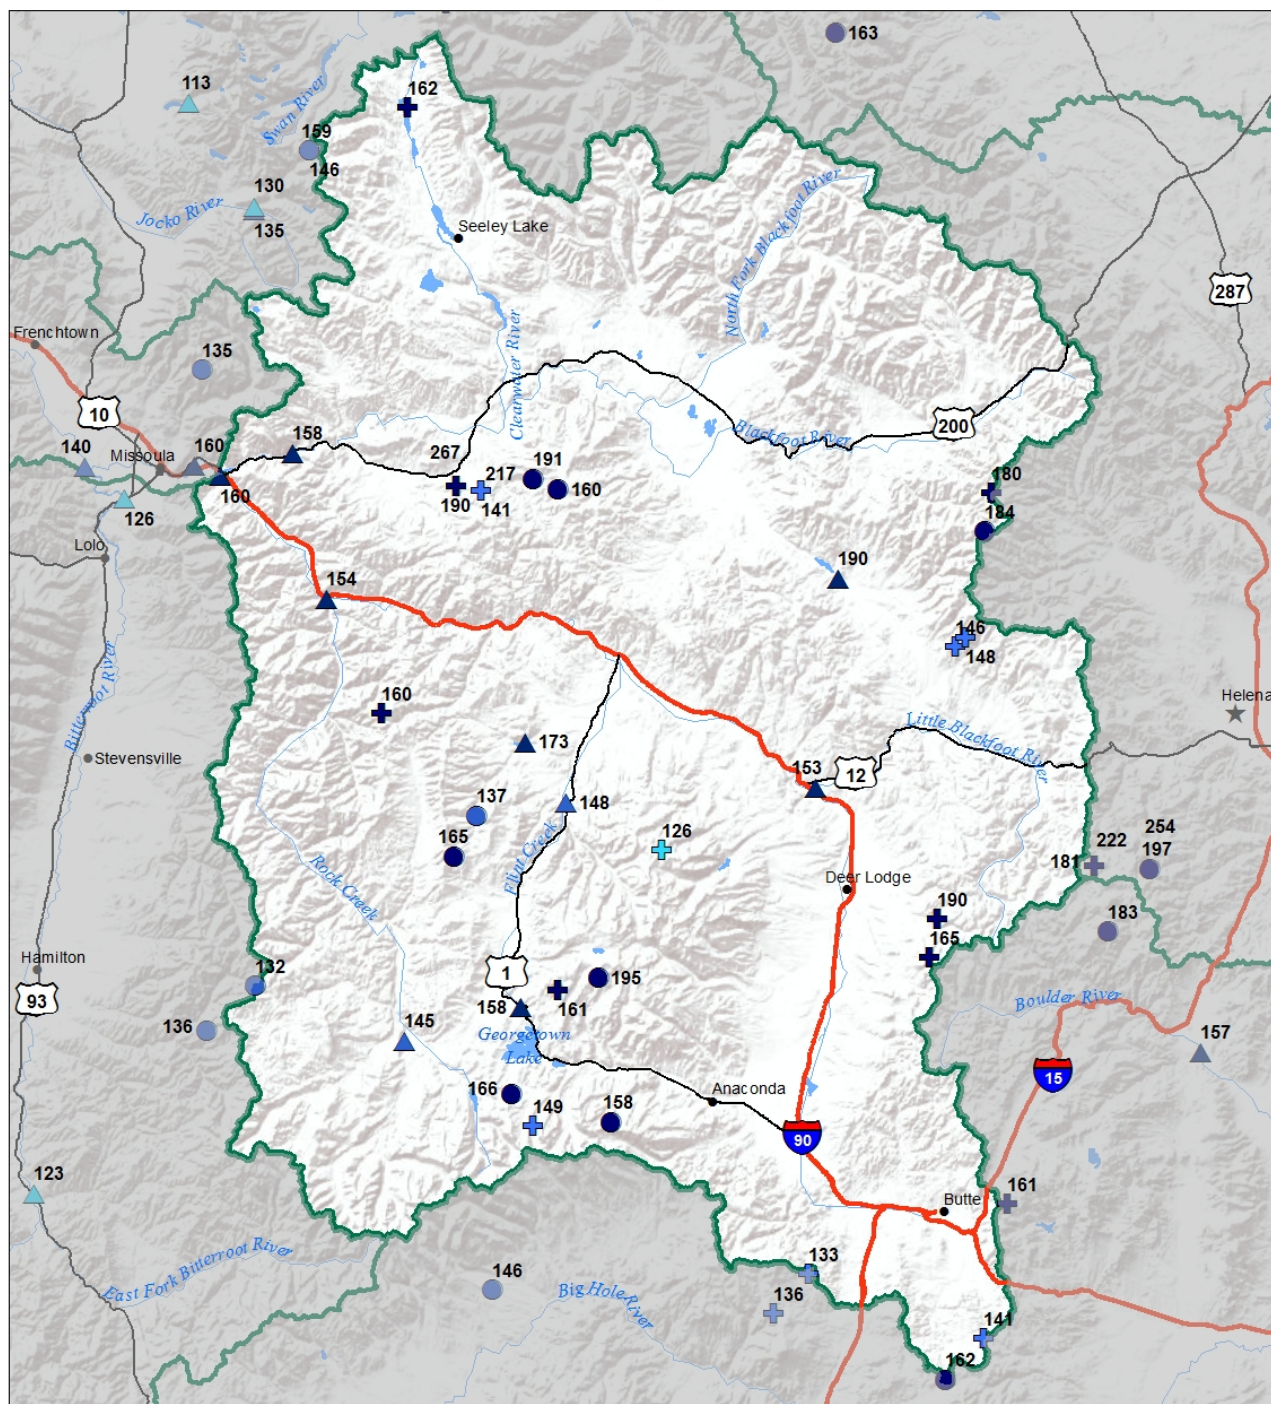 163
113
162
Swan River
159
146
130
Jocko River
135
Seeley Lake
North Fork Blackfoot River
287
Frenchtown
Clearwater River
135
10
200
Blackfoot River
158
140
Missoula
160
267
191
217
180
160
190
141
160
126
184
Lolo
190
154
146
148
Bitterroot River
160
Helena
Little Blackfoot River
173
Stevensville
153
12
148
137
126
254
222
165
181
197
Flint Creek
Rock Creek
Deer Lodge
190
183
165
Hamilton
132
1
195
93
161
Boulder River
158
136
145
Georgetown
Lake
157
15
166
Anaconda
149
158
90
123
161
Butte
East Fork Bitterroot River
133
146
Big Hole River
136
141
162